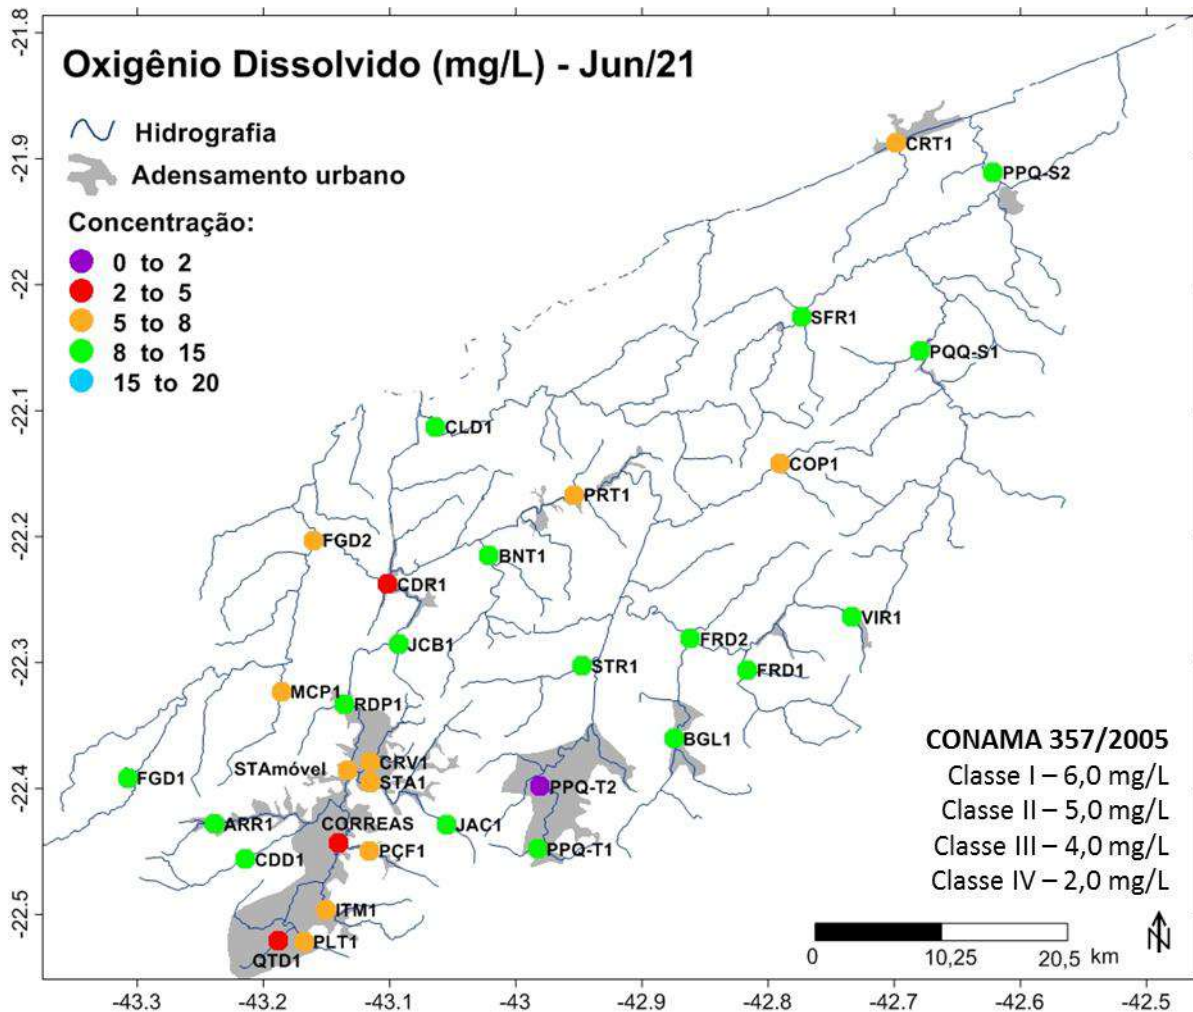 Oxigênio Dissolvido (mg/L) - Jun/21
Hidrografia
Adensamento urbano
Concentração:
0 to 2
2 to 5
5 to 8
8 to 15
15 to 20
-21.8
-21.9
-22
-22.1
-22.2
-22.3
-22.4
-22.5
CRT1
PPQ-S2
SFR1
PQQ-S1
CLD1
COP1
PRT1
FGD2
BNT1
CDR1
VIR1
JCB1
FRD2
STR1
FRD1
MCP1
RDP1
BGL1
CRV1
STAmóvel
FGD1
STA1
PPQ-T2
ARR1
CORREAS
JAC1
PPQ-T1
CDD1
PÇF1
ITM1
PLT1
QTD1
CONAMA 357/2005
Classe I – 6,0 mg/L
Classe II – 5,0 mg/L
Classe III – 4,0 mg/L
Classe IV – 2,0 mg/L
0 10,25 20,5 km
N
-43.3 -43.2 -43.1 -43 -42.9 -42.8 -42.7 -42.6 -42.5